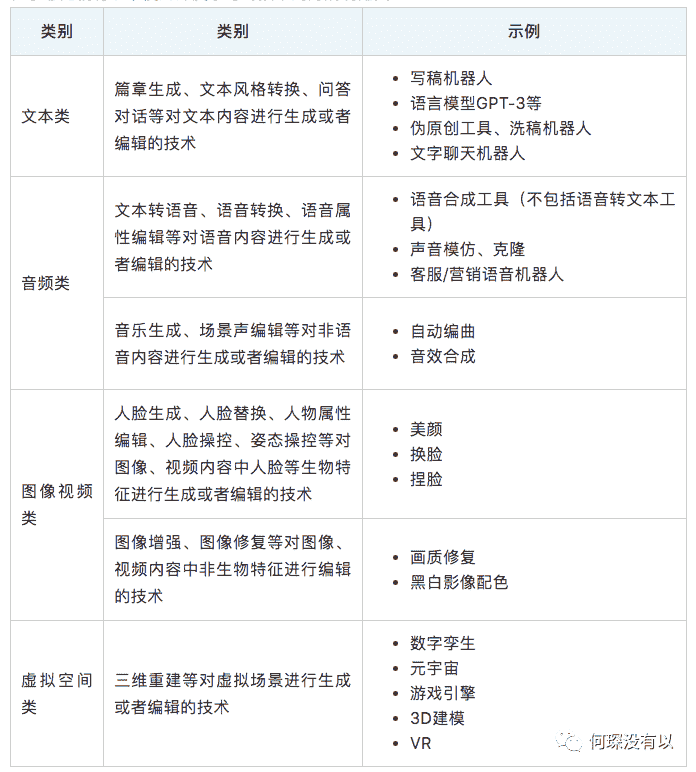 类别
类别
示例
文本类
篇章生成、文本风格转换、问答
对话等对文本内容进行生成或者
编辑的技术
写稿机器人
语言模型GPT-3等
伪原创工具、洗稿机器人
文字聊天机器人
音频类
文本转语音、语音转换、语音属
性编辑等对语音内容进行生成或
者编辑的技术
语音合成工具（不包括语音转文本工
具）
声音模仿、克隆
客服/营销语音机器人
音乐生成、场景声编辑等对非语
音内容进行生成或者编辑的技术
自动编曲
音效合成
图像视频
类
人脸生成、人脸替换、人物属性
编辑、人脸操控、姿态操控等对
图像、视频内容中人脸等生物特
征进行生成或者编辑的技术
美颜
换脸
捏脸
图像增强、图像修复等对图像、
视频内容中非生物特征进行编辑
的技术
画质修复
黑白影像配色
虚拟空间
类
三维重建等对虚拟场景进行生成
或者编辑的技术
数字孪生
元宇宙
游戏引擎
3D建模
VR
何琛没有以